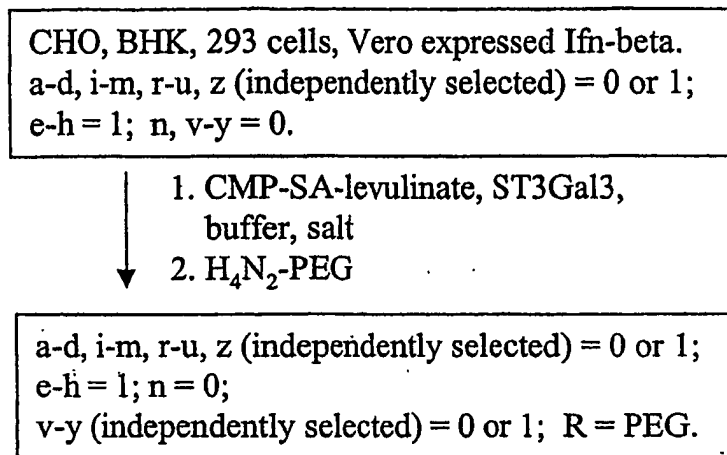 CHO, BHK, 293 cells, Vero expressed Ifn-beta.
a-d, i-m, r-u, z (independently selected) = 0 or 1;
e-h = 1; n, v-y = 0.
1. CMP-SA-levulinate, ST3Gal3,
buffer, salt
2. H₄N₂-PEG
a-d, i-m, r-u, z (independently selected) = 0 or 1;
e-h = 1; n = 0;
v-y (independently selected) = 0 or 1; R = PEG.